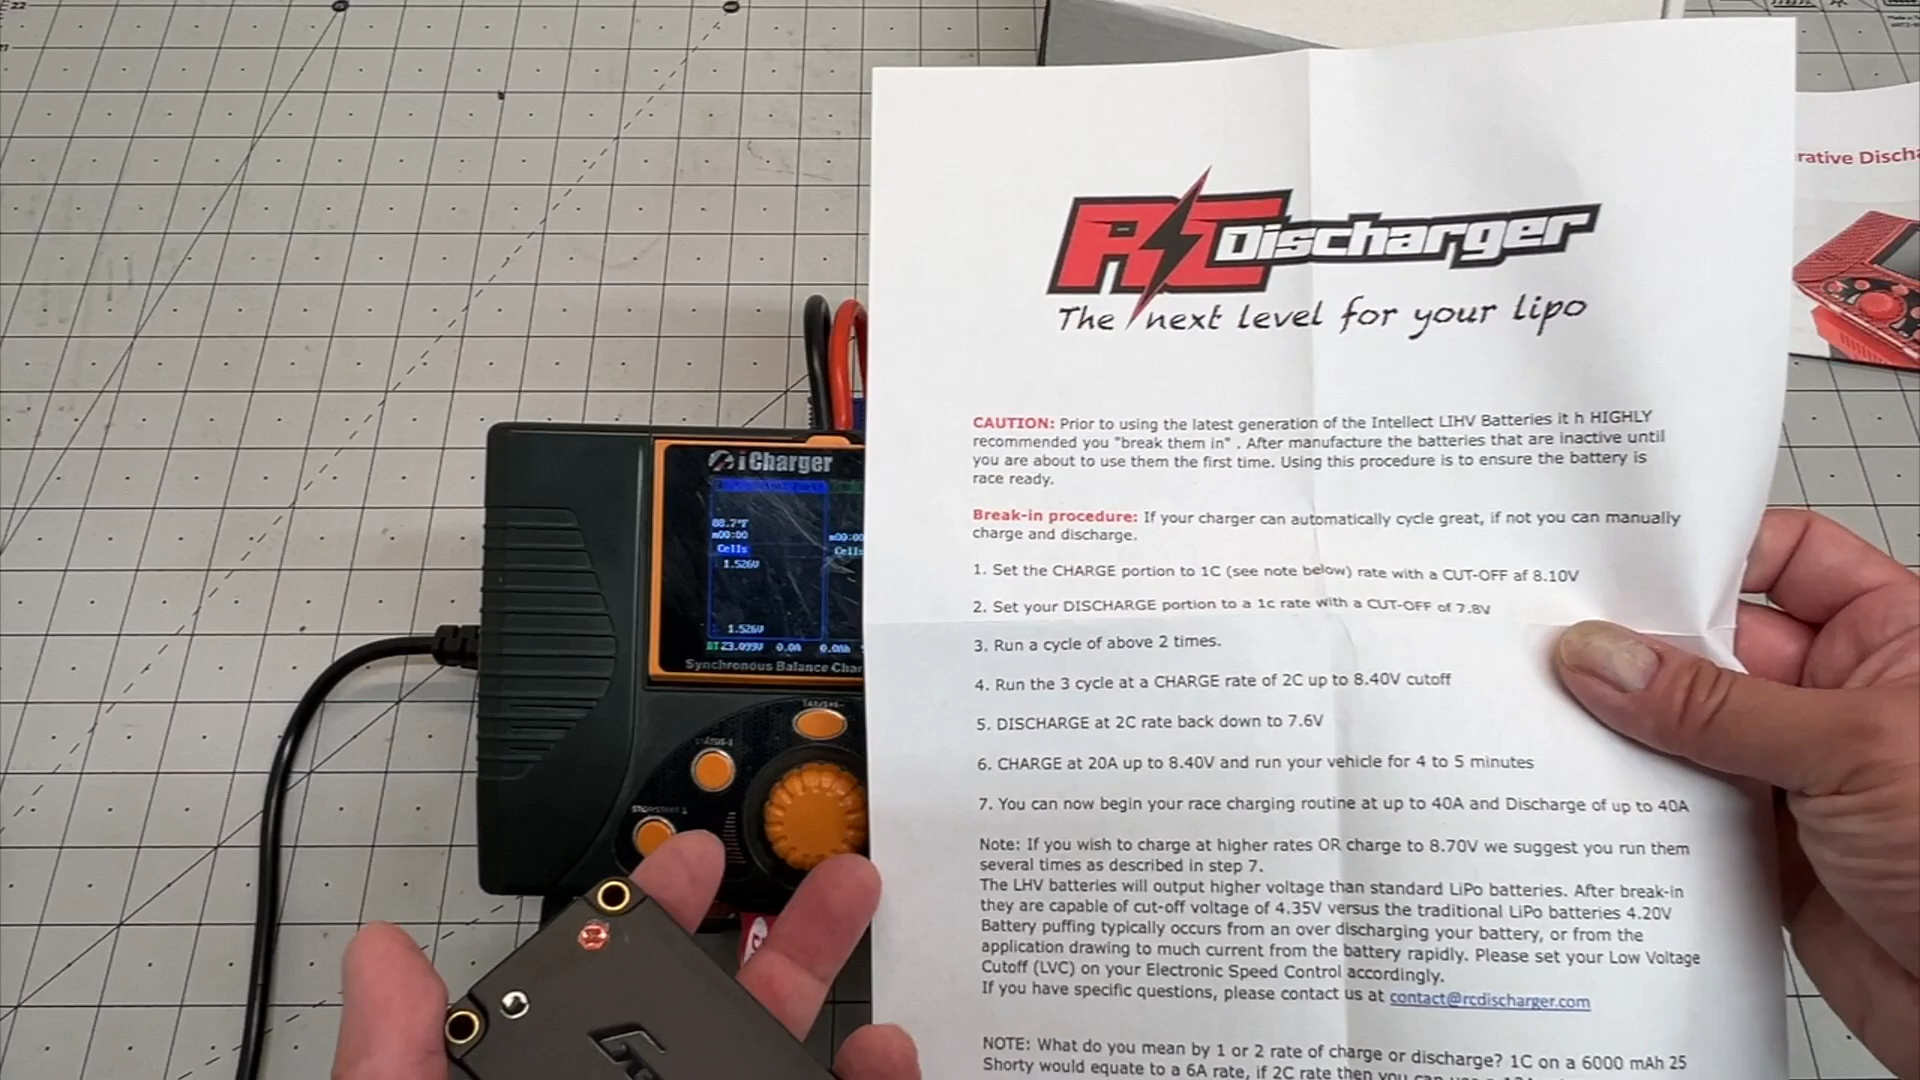 22
21
rative Discha
RC Discharger
The next level for your lipo
CAUTION: Prior to using the latest generation of the Intellect LIHV Batteries it h HIGHLY
recommended you "break them in" . After manufacture the batteries that are inactive until
you are about to use them the first time. Using this procedure is to ensure the battery is
race ready.
Break-in procedure: If your charger can automatically cycle great, if not you can manually
charge and discharge.
1. Set the CHARGE portion to 1C (see note below) rate with a CUT-OFF af 8.10V
2. Set your DISCHARGE portion to a 1c rate with a CUT-OFF of 7.8V
3. Run a cycle of above 2 times.
4. Run the 3 cycle at a CHARGE rate of 2C up to 8.40V cutoff
5. DISCHARGE at 2C rate back down to 7.6V
6. CHARGE at 20A up to 8.40V and run your vehicle for 4 to 5 minutes
7. You can now begin your race charging routine at up to 40A and Discharge of up to 40A
Note: If you wish to charge at higher rates OR charge to 8.70V we suggest you run them
several times as described in step 7.
The LHV batteries will output higher voltage than standard LiPo batteries. After break-in
they are capable of cut-off voltage of 4.35V versus the traditional LiPo batteries 4.20V
Battery puffing typically occurs from an over discharging your battery, or from the
application drawing to much current from the battery rapidly. Please set your Low Voltage
Cutoff (LVC) on your Electronic Speed Control accordingly.
If you have specific questions, please contact us at contact@rcdischarger.com
NOTE: What do you mean by 1 or 2 rate of charge or discharge? 1C on a 6000 mAh 25
Shorty would equate to a 6A rate, if 2C rate then you can
iCharger
88.7°F
m00:00 m00:00
Cells Cells
1.526V
1.526V
23.099V 0.0A 0.0Ah
Synchronous Balance Char